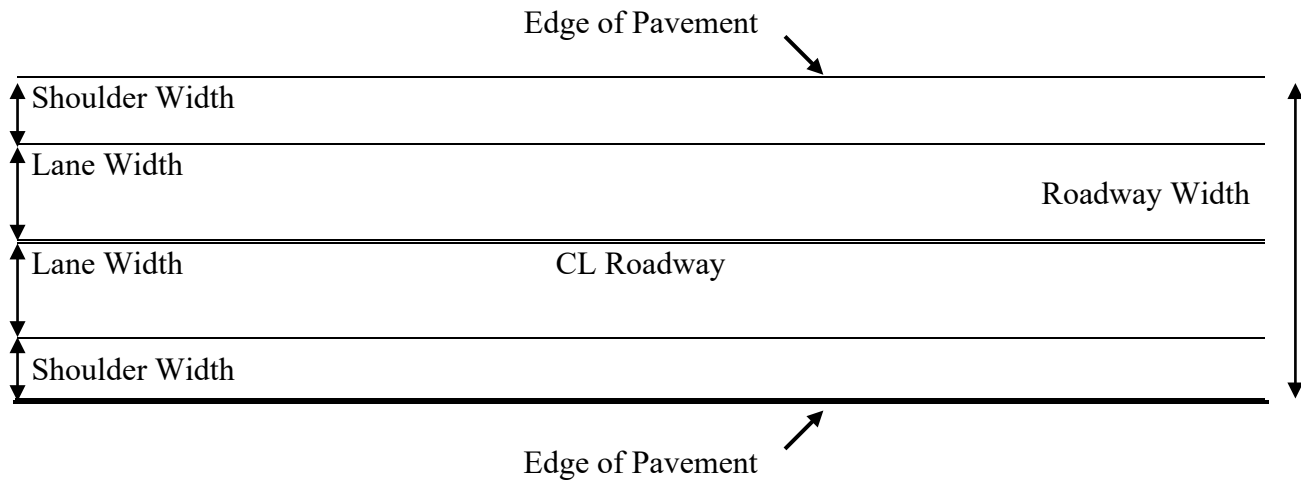 Edge of Pavement
Shoulder Width
Lane Width
Roadway Width
Lane Width
CL Roadway
Shoulder Width
Edge of Pavement